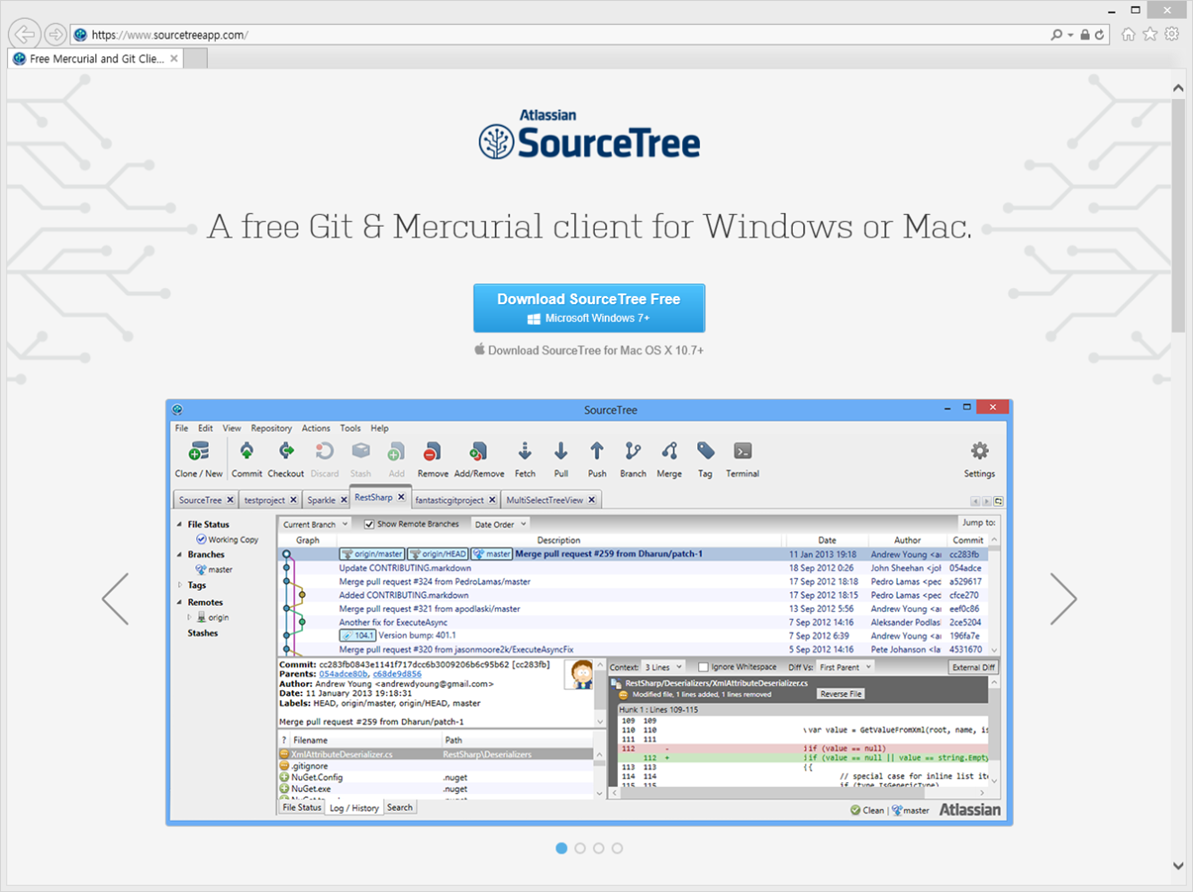 https://www.sourcetreeapp.com/
Free Mercurial and Git Clie...
Atlassian
SourceTree
A free Git & Mercurial client for Windows or Mac.
Download SourceTree Free
Microsoft Windows 7+
Download SourceTree for Mac OS X 10.7+
SourceTree
File Edit View Repository Actions Tools Help
Clone / New Commit Checkout Discard Stash Add Remove Add/Remove Fetch Pull Push Branch Merge Tag Terminal Settings
SourceTree testproject Sparkle RestSharp fantasticgitproject MultiSelectTreeView
File Status
Working Copy
Branches
master
Tags
Remotes
origin
Stashes
Current Branch Show Remote Branches Date Order Jump to:
Graph Description Date Author Commit
origin/master origin/HEAD master Merge pull request #259 from Dharun/patch-1 11 Jan 2013 19:18 Andrew Young <an cc283fb
Update CONTRIBUTING.markdown 18 Sep 2012 0:26 John Sheehan <jol 054adce
Merge pull request #324 from PedroLamas/master 17 Sep 2012 18:18 Pedro Lamas <pec a529617
Added CONTRIBUTING.markdown 17 Sep 2012 18:15 Pedro Lamas <pec cfce270
Merge pull request #321 from apodlaski/master 13 Sep 2012 5:56 Andrew Young <an eef0c86
Another fix for ExecuteAsync 7 Sep 2012 14:16 Aleksander Podlas 2ce5204
104.1 Version bump: 401.1 7 Sep 2012 6:39 Andrew Young <an 196fa7e
Merge pull request #320 from jasonmoore2k/ExecuteAsyncFix 5 Sep 2012 14:16 Pete Johanson <la 4531670
Commit: cc283fb0843e1141f717dcc6b3009206b6c95b62 [cc283fb]
Parents: 054adce80b, c68de9d856
Author: Andrew Young <andrewdyoung@gmail.com>
Date: 11 January 2013 19:18:31
Labels: HEAD, origin/master, origin/HEAD, master
Merge pull request #259 from Dharun/patch-1
? Filename Path
XmlAttributeDeserializer.cs RestSharp\Deserializers
.gitignore
NuGet.Config .nuget
NuGet.exe .nuget
Context: 3 Lines Ignore Whitespace Diff Vs: First Parent External Diff
RestSharp/Deserializers/XmlAttributeDeserializer.cs
Modified file, 1 lines added, 1 lines removed Reverse File
Hunk 1 : Lines 109-115
109 109
110 110 var value = GetValueFromXml(root, name, is
111 111
112 - if (value == null)
112 + if (value == null || value == string.Empty
113 113 {
114 114 // special case for inline list ite
115 115 if (type.IsGenericType)
File Status Log / History Search
Clean master Atlassian